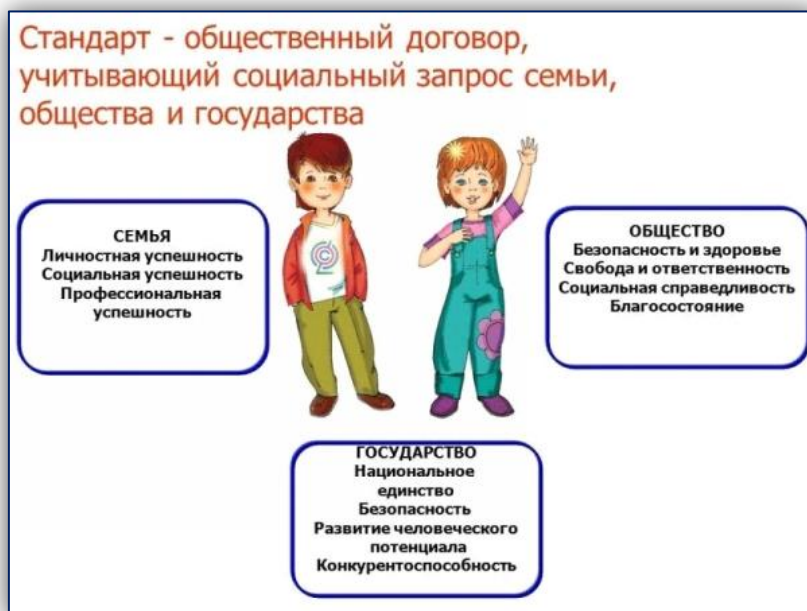 Стандарт - общественный договор,
учитывающий социальный запрос семьи,
общества и государства
СЕМЬЯ
Личностная успешность
Социальная успешность
Профессиональная
успешность
ОБЩЕСТВО
Безопасность и здоровье
Свобода и ответственность
Социальная справедливость
Благосостояние
ГОСУДАРСТВО
Национальное
единство
Безопасность
Развитие человеческого
потенциала
Конкурентоспособность